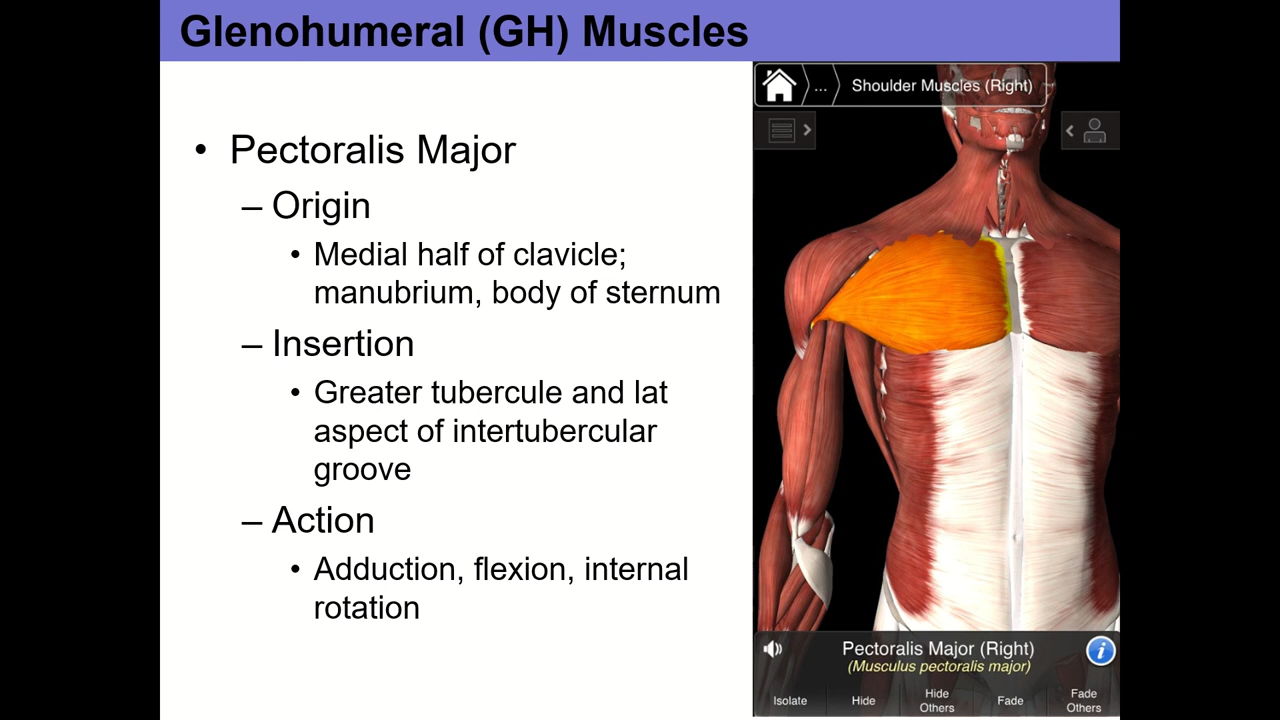 Glenohumeral (GH) Muscles
• Pectoralis Major
– Origin
• Medial half of clavicle;
manubrium, body of sternum
– Insertion
• Greater tubercule and lat
aspect of intertubercular
groove
– Action
• Adduction, flexion, internal
rotation
... Shoulder Muscles (Right)
Pectoralis Major (Right)
(Musculus pectoralis major)
i
Isolate Hide Hide Others Fade Fade Others